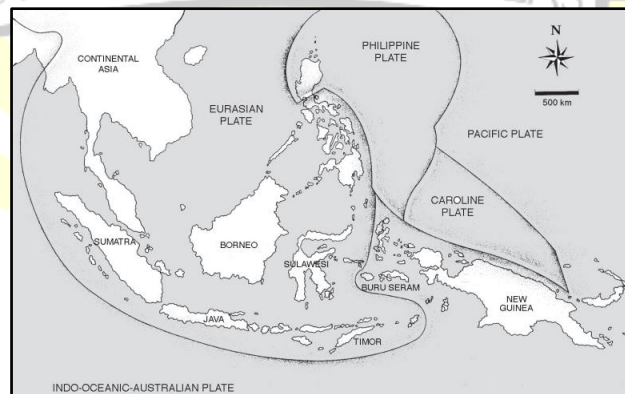 CONTINENTAL
ASIA
PHILIPPINE
PLATE
N
500 km
EURASIAN
PLATE
PACIFIC PLATE
CAROLINE
PLATE
SUMATRA
BORNEO
SULAWESI
BURU SERAM
NEW
GUINEA
JAVA
TIMOR
INDO-OCEANIC-AUSTRALIAN PLATE